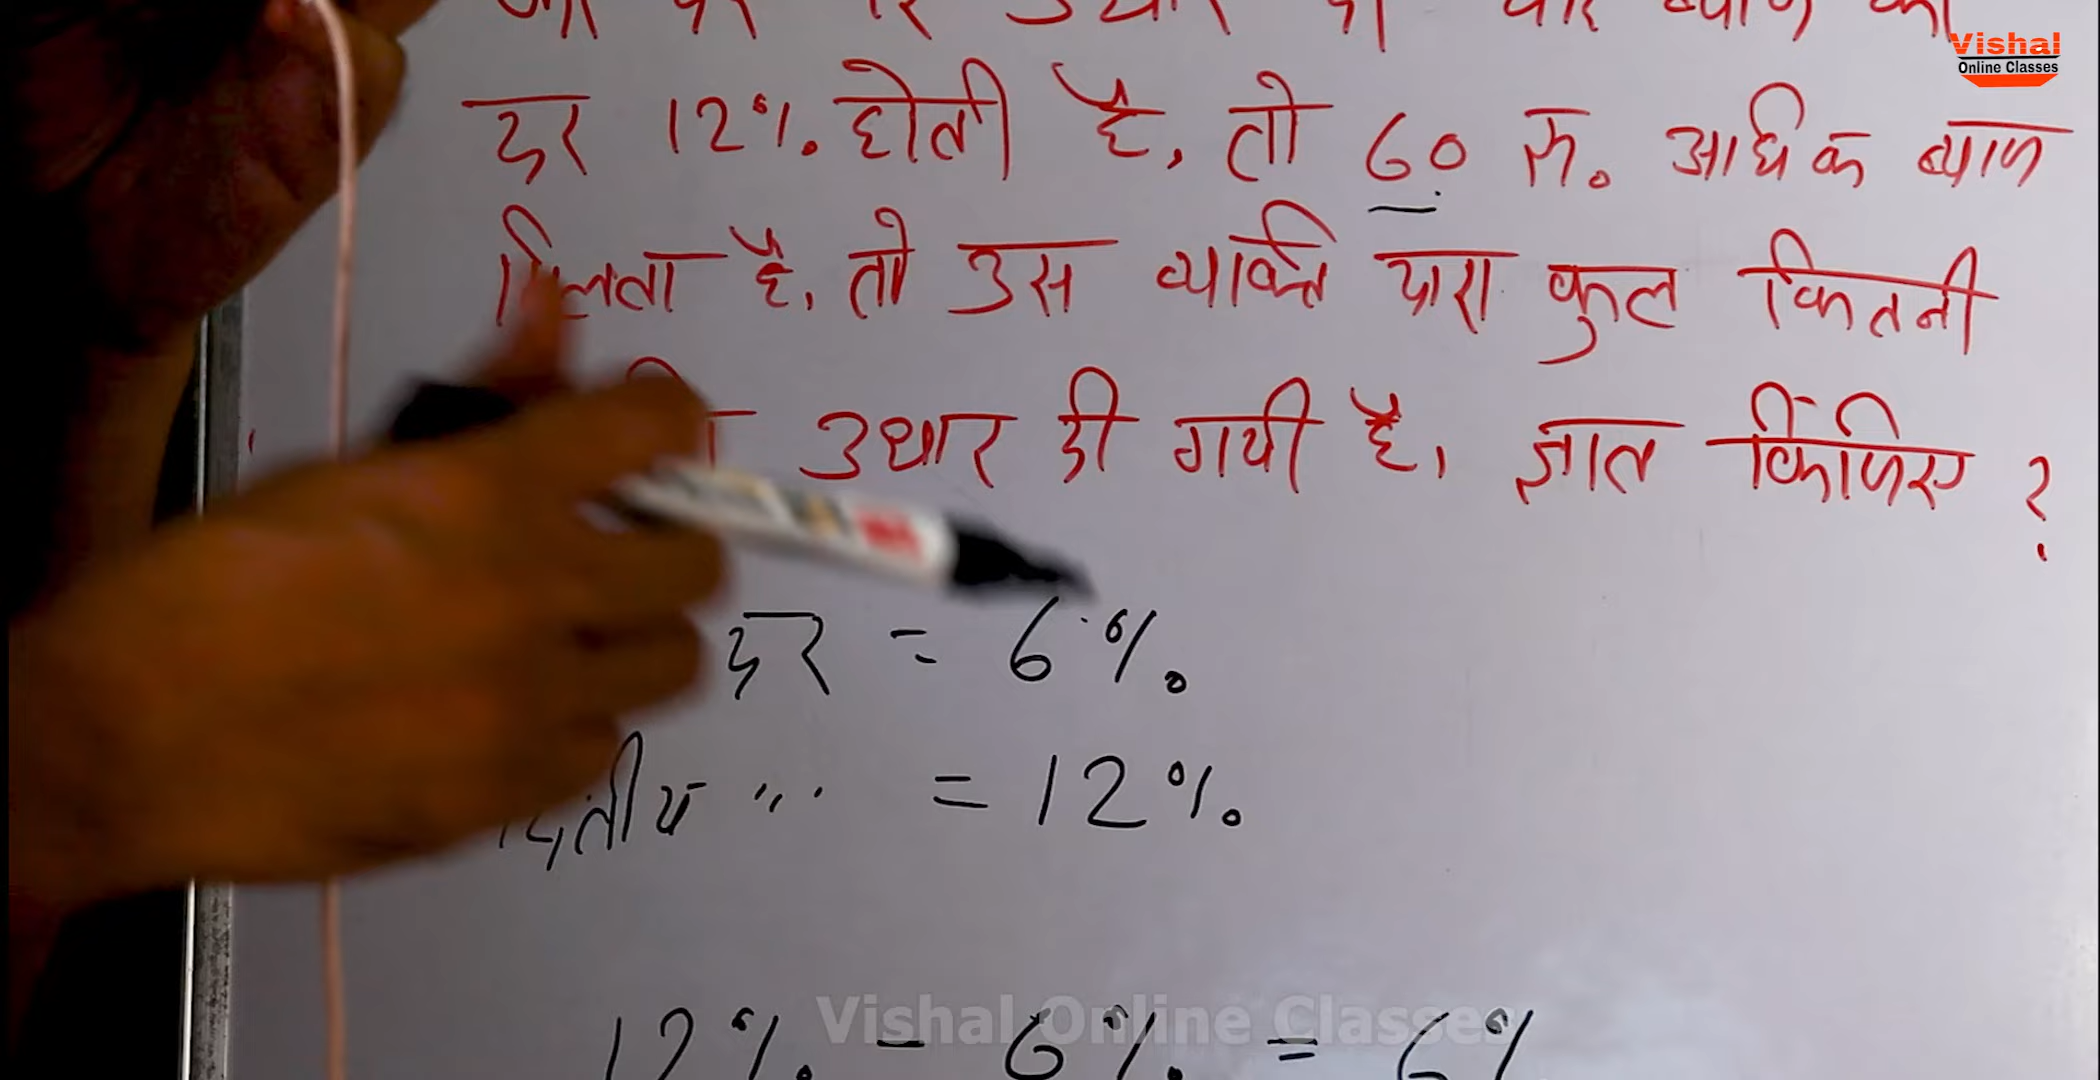 Vishal
Online Classes
दर 12%. होती है, तो 60 रु. अधिक ब्याज
मिलता है, तो उस व्यक्ति द्वारा कुल कितनी
उधार दी गयी है, ज्ञात किजिए ?
दर = 6%.
द्वितीय " " = 12%.
12%. - 6%. = 6%
Vishal Online Classes